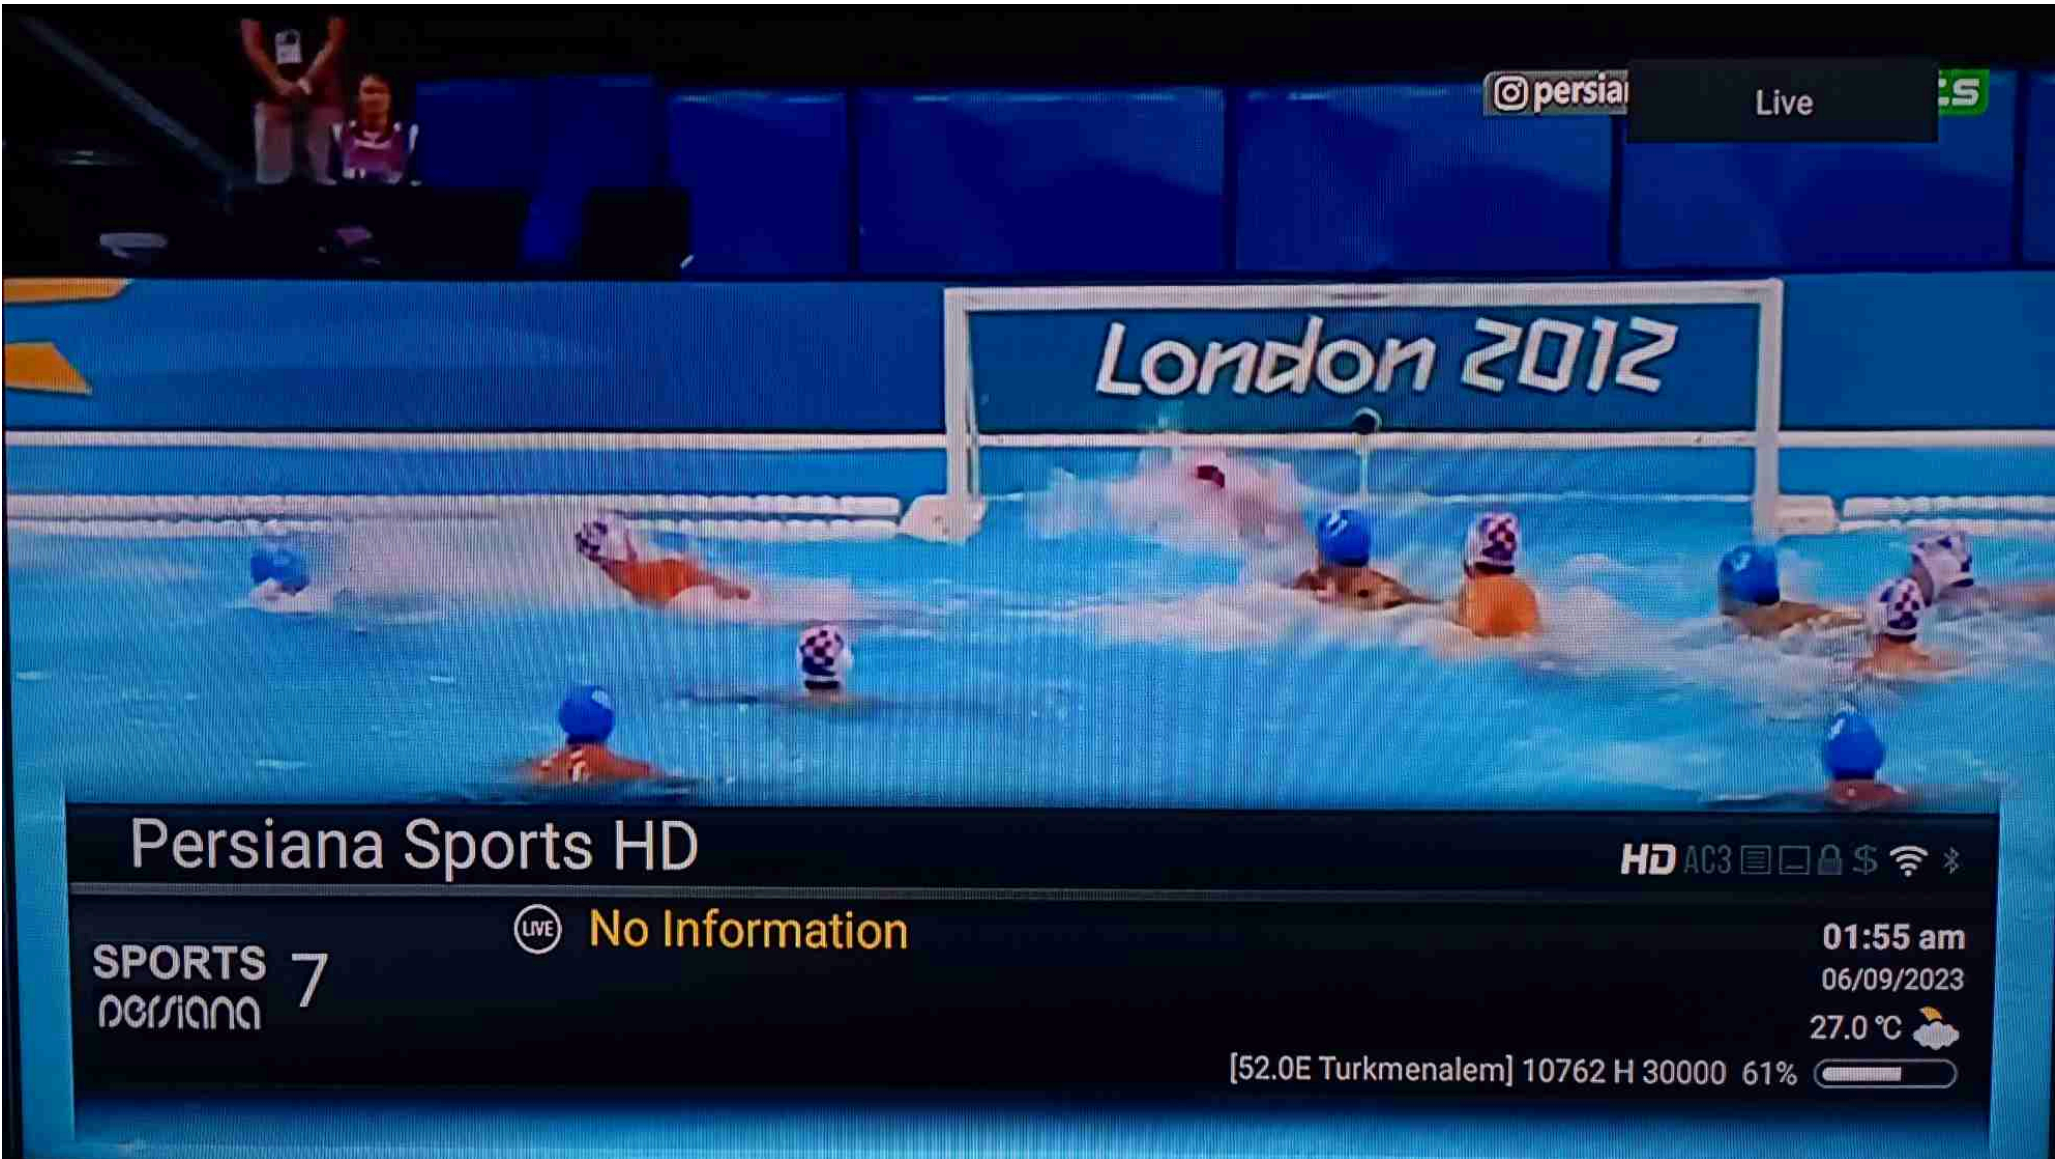 persia
Live
ts
London 2012
Persiana Sports HD
HD AC3 $
LIVE No Information
01:55 am
SPORTS 7
persiana
06/09/2023
27.0 °C
[52.0E Turkmenalem] 10762 H 30000 61%